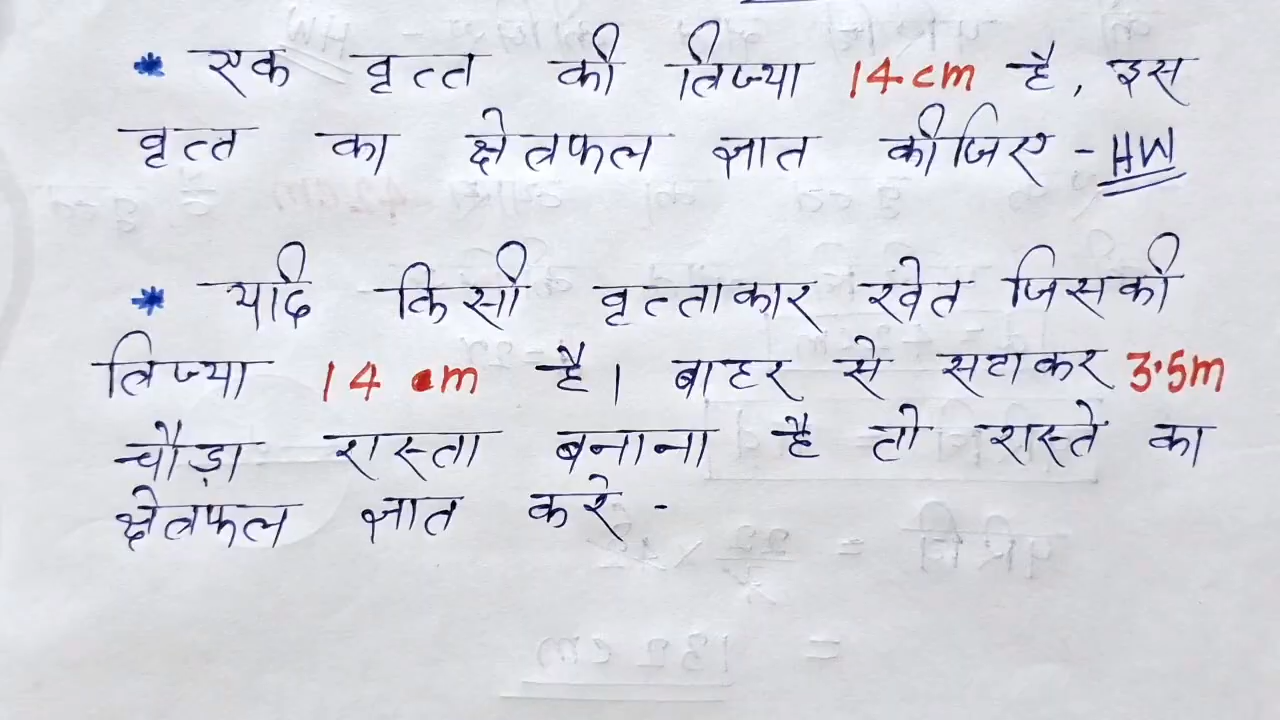 * एक वृत्त की त्रिज्या 14cm है, इस
वृत्त का क्षेत्रफल ज्ञात कीजिए - HW
* यदि किसी वृत्ताकार खेत जिसकी
त्रिज्या 14 m है। बाहर से सटाकर 3.5m
चौड़ा रास्ता बनाना है तो रास्ते का
क्षेत्रफल ज्ञात करे -